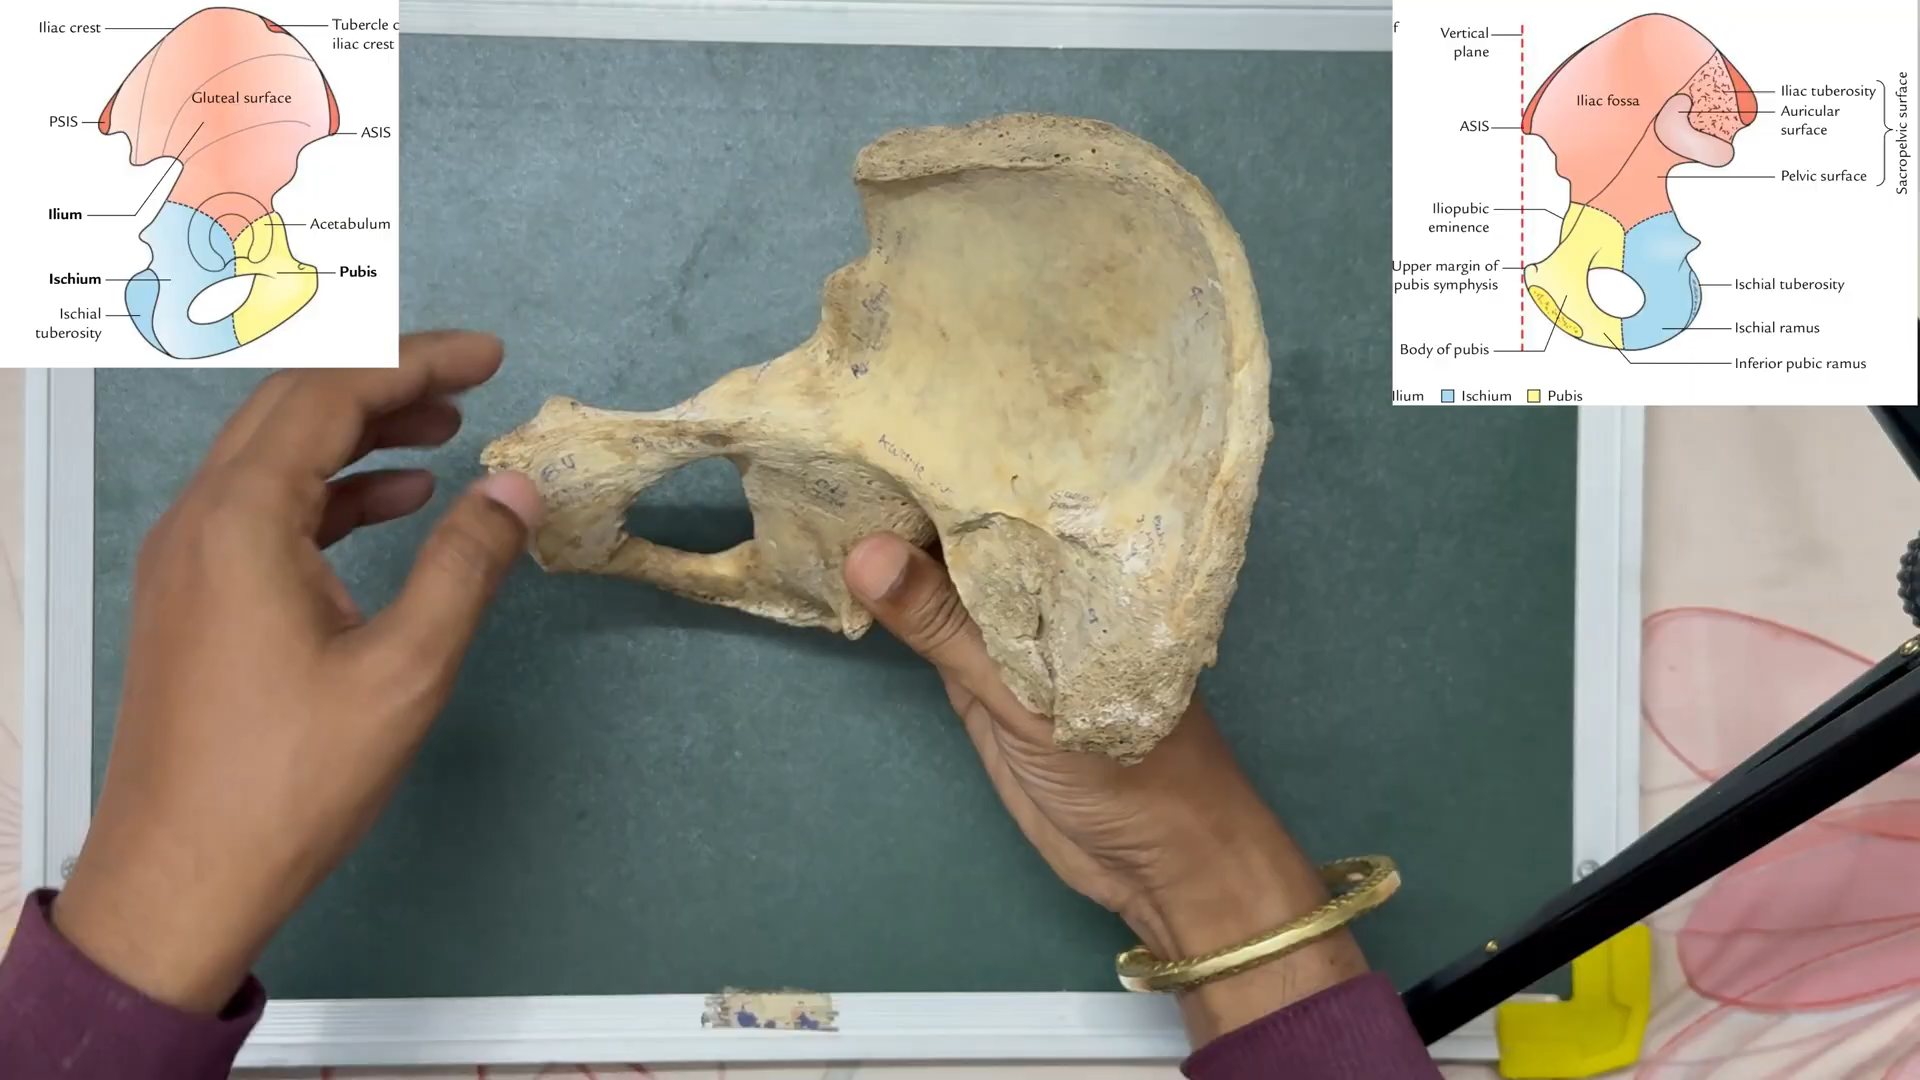 Iliac crest
Tubercle c
iliac crest
Gluteal surface
PSIS
ASIS
Ilium
Acetabulum
Ischium
Pubis
Ischial
tuberosity
f
Vertical
plane
Iliac fossa
Iliac tuberosity
Auricular
surface
Sacropelvic surface
ASIS
Pelvic surface
Iliopubic
eminence
Upper margin of
pubis symphysis
Ischial tuberosity
Ischial ramus
Body of pubis
Inferior pubic ramus
Ilium
Ischium
Pubis